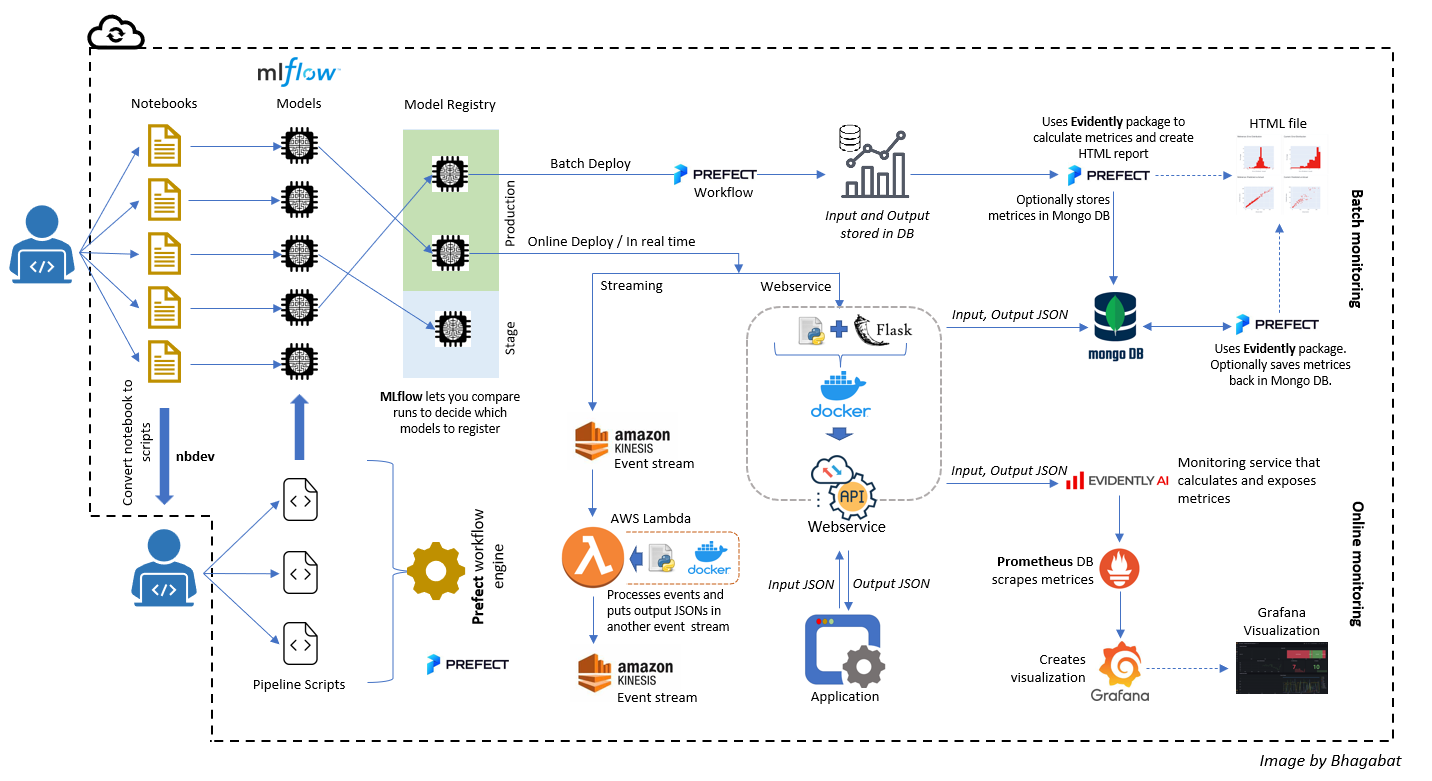 mlflow
Notebooks
Models
Model Registry
Production
Stage
MLflow lets you compare
runs to decide which
models to register
Convert notebook to
scripts
nbdev
Pipeline Scripts
Prefect workflow
engine
PREFECT
Batch Deploy
PREFECT
Workflow
Input and Output
stored in DB
Uses Evidently package to
calculate metrices and create
HTML report
PREFECT
Optionally stores
metrices in Mongo DB
HTML file
Batch monitoring
Online Deploy / In real time
Streaming
Webservice
Flask
docker
API
Webservice
Input JSON
Output JSON
Application
Input, Output JSON
mongo DB
PREFECT
Uses Evidently package.
Optionally saves metrices
back in Mongo DB.
amazon
KINESIS
Event stream
AWS Lambda
docker
Processes events and
puts output JSONs in
another event stream
amazon
KINESIS
Event stream
Input, Output JSON
EVIDENTLY AI
Monitoring service that
calculates and exposes
metrices
Prometheus DB
scrapes metrices
Creates
visualization
Grafana
Grafana
Visualization
Online monitoring
Image by Bhagabat